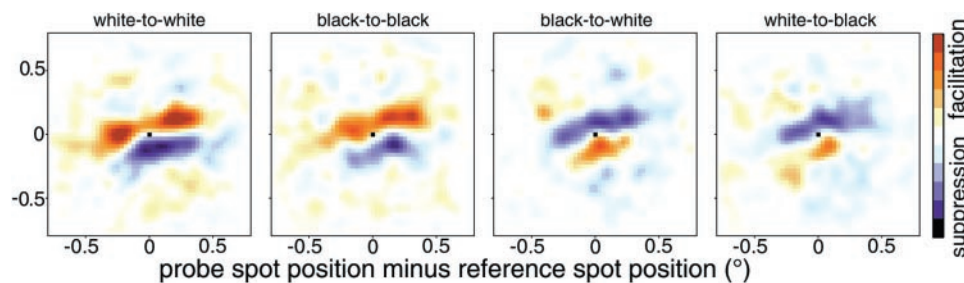 white-to-white
black-to-black
black-to-white
white-to-black
0.5
0
-0.5
-0.5 0 0.5
-0.5 0 0.5
-0.5 0 0.5
-0.5 0 0.5
probe spot position minus reference spot position (°)
suppression facilitation